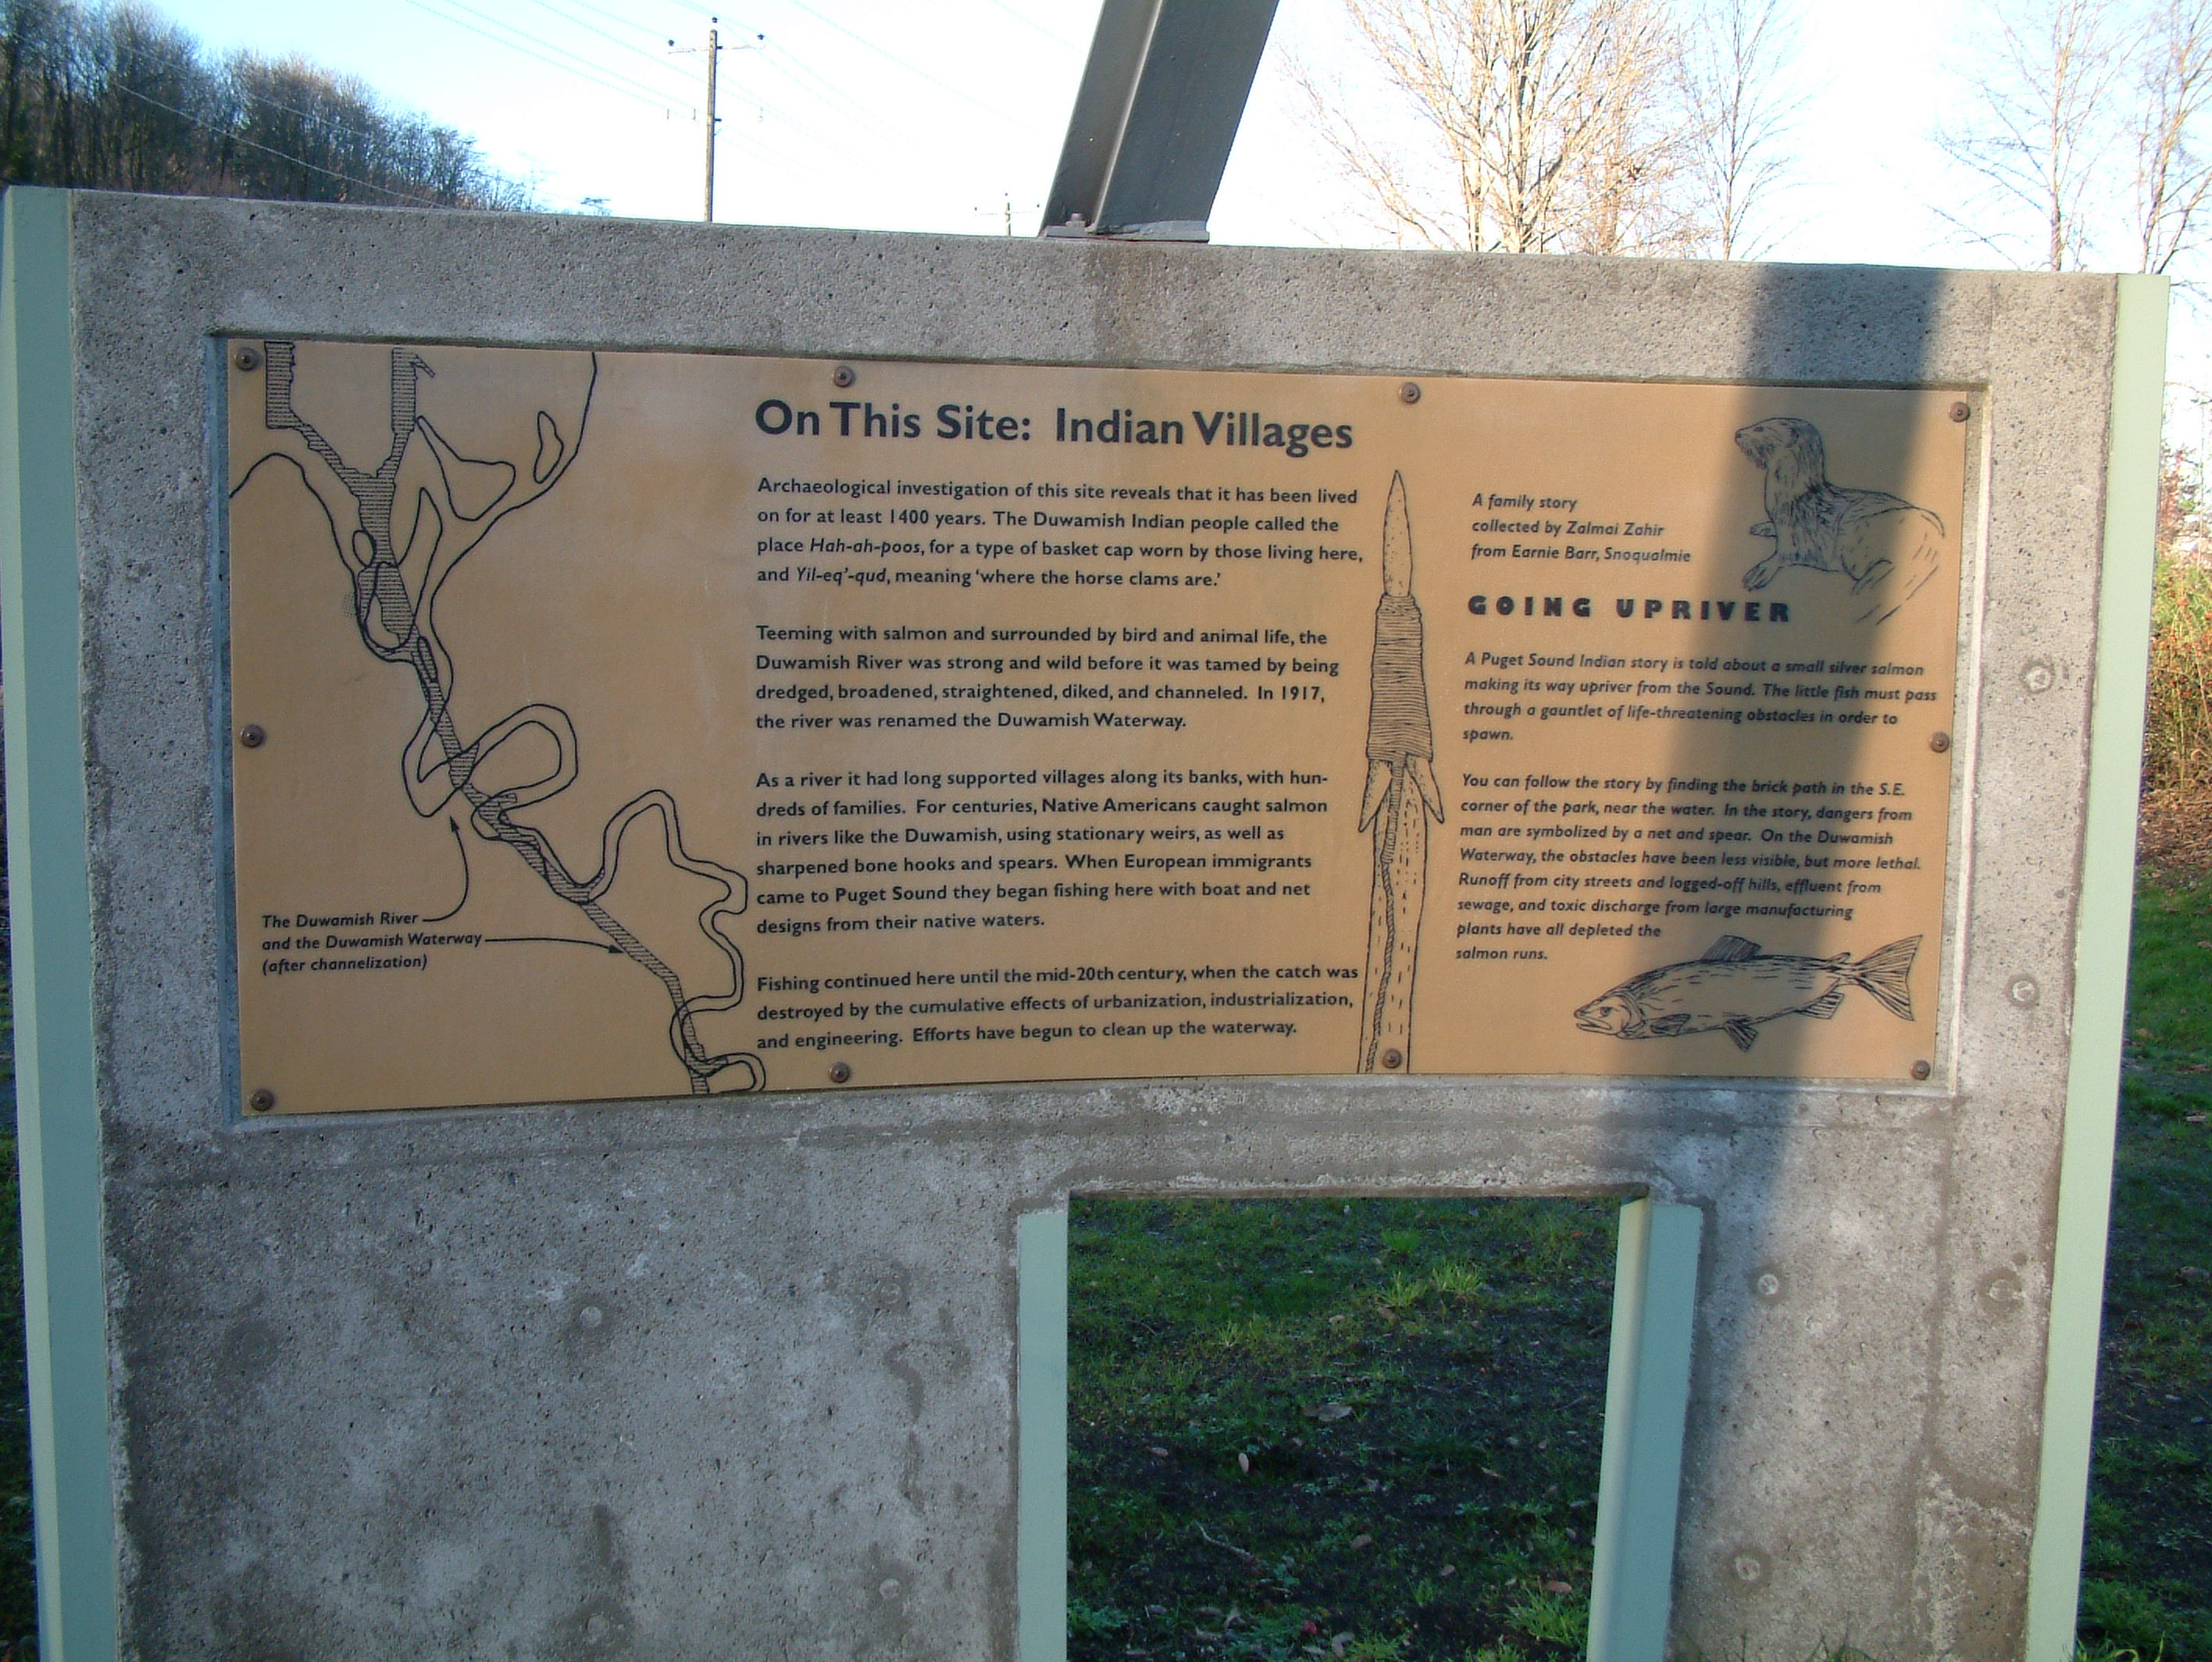 On This Site: Indian Villages
Archaeological investigation of this site reveals that it has been lived
on for at least 1400 years. The Duwamish Indian people called the
place Hah-ah-poos, for a type of basket cap worn by those living here,
and Yil-eq'-qud, meaning 'where the horse clams are.'
Teeming with salmon and surrounded by bird and animal life, the
Duwamish River was strong and wild before it was tamed by being
dredged, broadened, straightened, diked, and channeled. In 1917,
the river was renamed the Duwamish Waterway.
As a river it had long supported villages along its banks, with hun-
dreds of families. For centuries, Native Americans caught salmon
in rivers like the Duwamish, using stationary weirs, as well as
sharpened bone hooks and spears. When European immigrants
came to Puget Sound they began fishing here with boat and net
designs from their native waters.
Fishing continued here until the mid-20th century, when the catch was
destroyed by the cumulative effects of urbanization, industrialization,
and engineering. Efforts have begun to clean up the waterway.
The Duwamish River
and the Duwamish Waterway
(after channelization)
A family story
collected by Zalmai Zahir
from Earnie Barr, Snoqualmie
GOING UPRIVER
A Puget Sound Indian story is told about a small silver salmon
making its way upriver from the Sound. The little fish must pass
through a gauntlet of life-threatening obstacles in order to
spawn.
You can follow the story by finding the brick path in the S.E.
corner of the park, near the water. In the story, dangers from
man are symbolized by a net and spear. On the Duwamish
Waterway, the obstacles have been less visible, but more lethal.
Runoff from city streets and logged-off hills, effluent from
sewage, and toxic discharge from large manufacturing
plants have all depleted the
salmon runs.